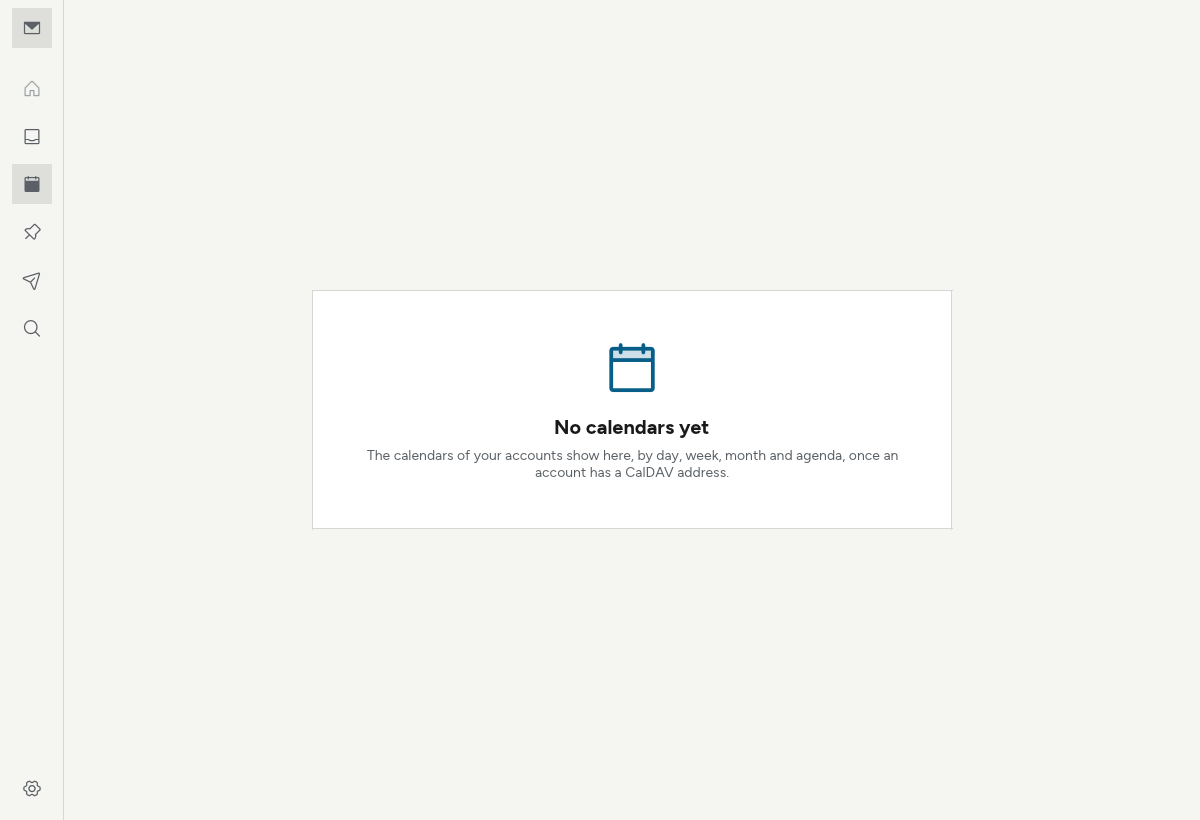 No calendars yet
The calendars of your accounts show here, by day, week, month and agenda, once an
account has a CalDAV address.